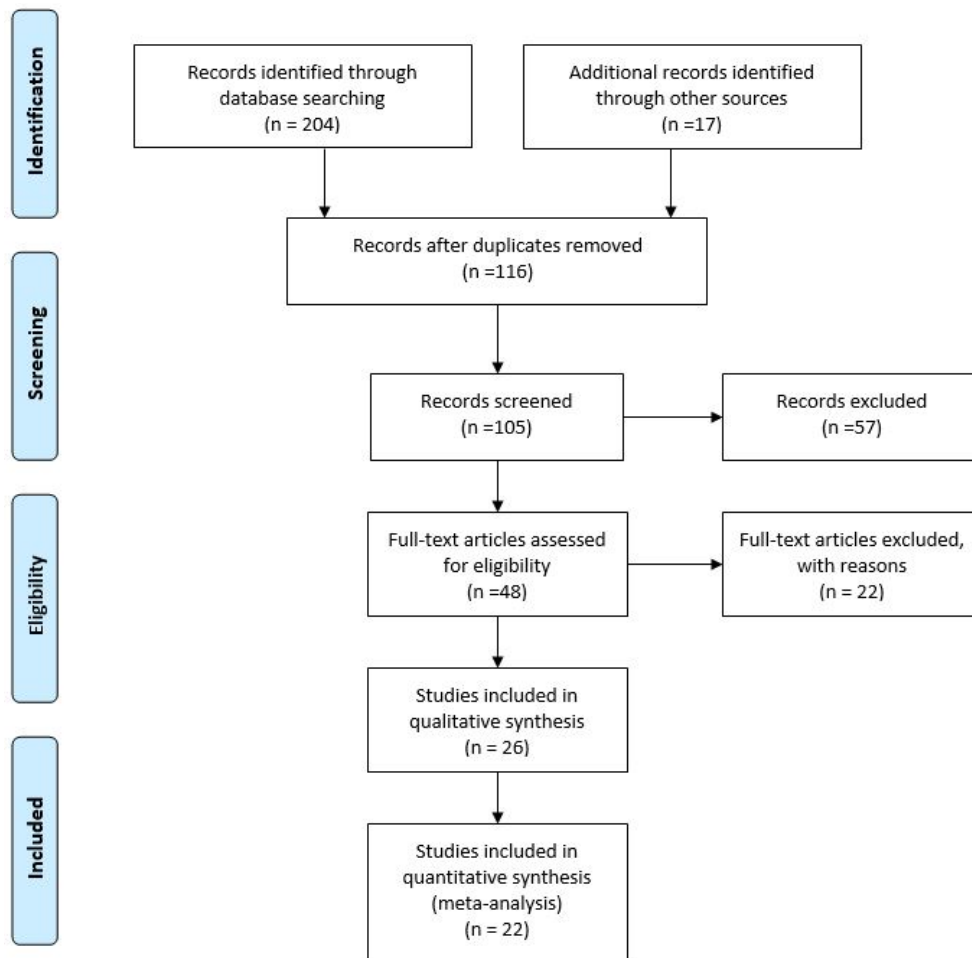 Identification
Records identified through
database searching
(n = 204)
Additional records identified
through other sources
(n =17)
Records after duplicates removed
(n =116)
Screening
Records screened
(n =105)
Records excluded
(n =57)
Eligibility
Full-text articles assessed
for eligibility
(n =48)
Full-text articles excluded,
with reasons
(n = 22)
Studies included in
qualitative synthesis
(n = 26)
Included
Studies included in
quantitative synthesis
(meta-analysis)
(n = 22)